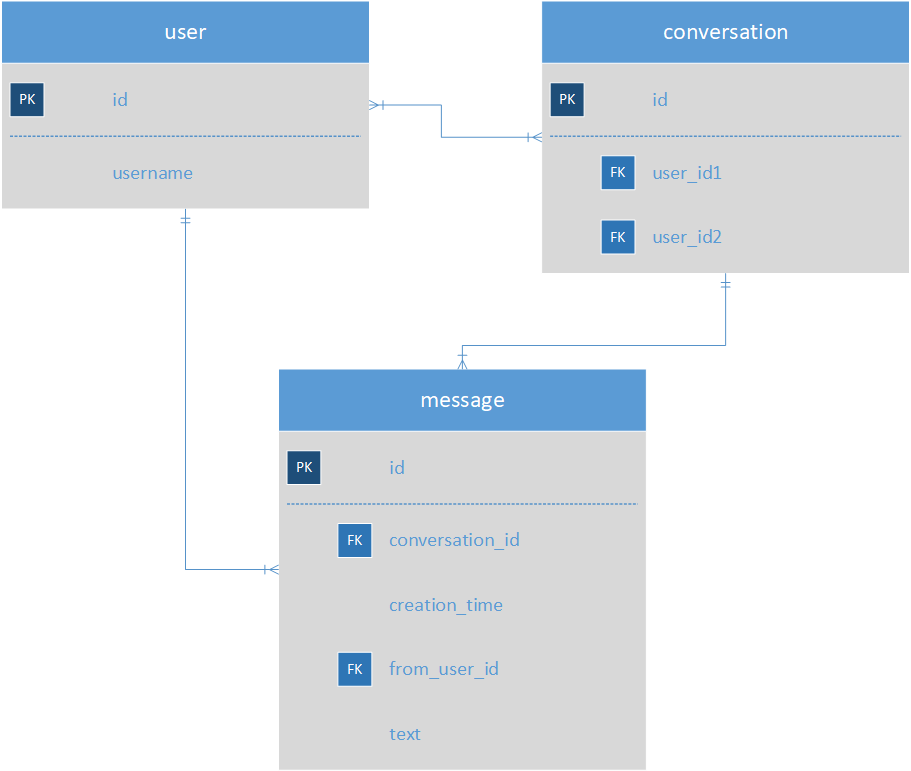 user
PK id
username
conversation
PK id
FK user_id1
FK user_id2
message
PK id
FK conversation_id
creation_time
FK from_user_id
text